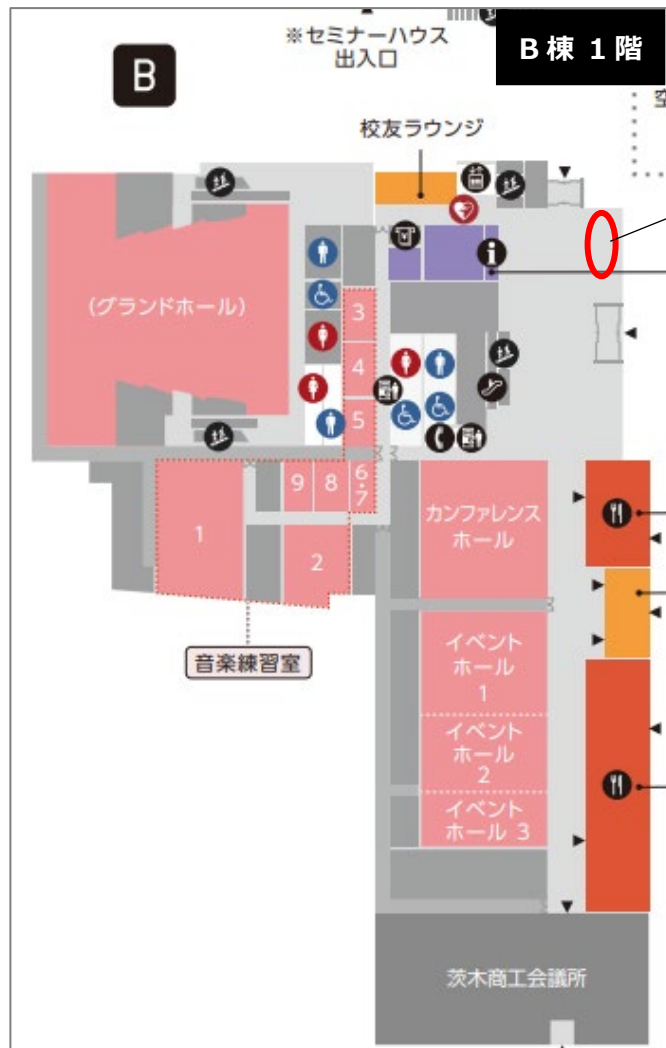 ※セミナーハウス
出入口
B棟 1階
B
空
校友ラウンジ
(グランドホール)
3
4
5
6・7
9
8
1
2
カンファレンス
ホール
音楽練習室
イベント
ホール
1
イベント
ホール
2
イベント
ホール 3
茨木商工会議所